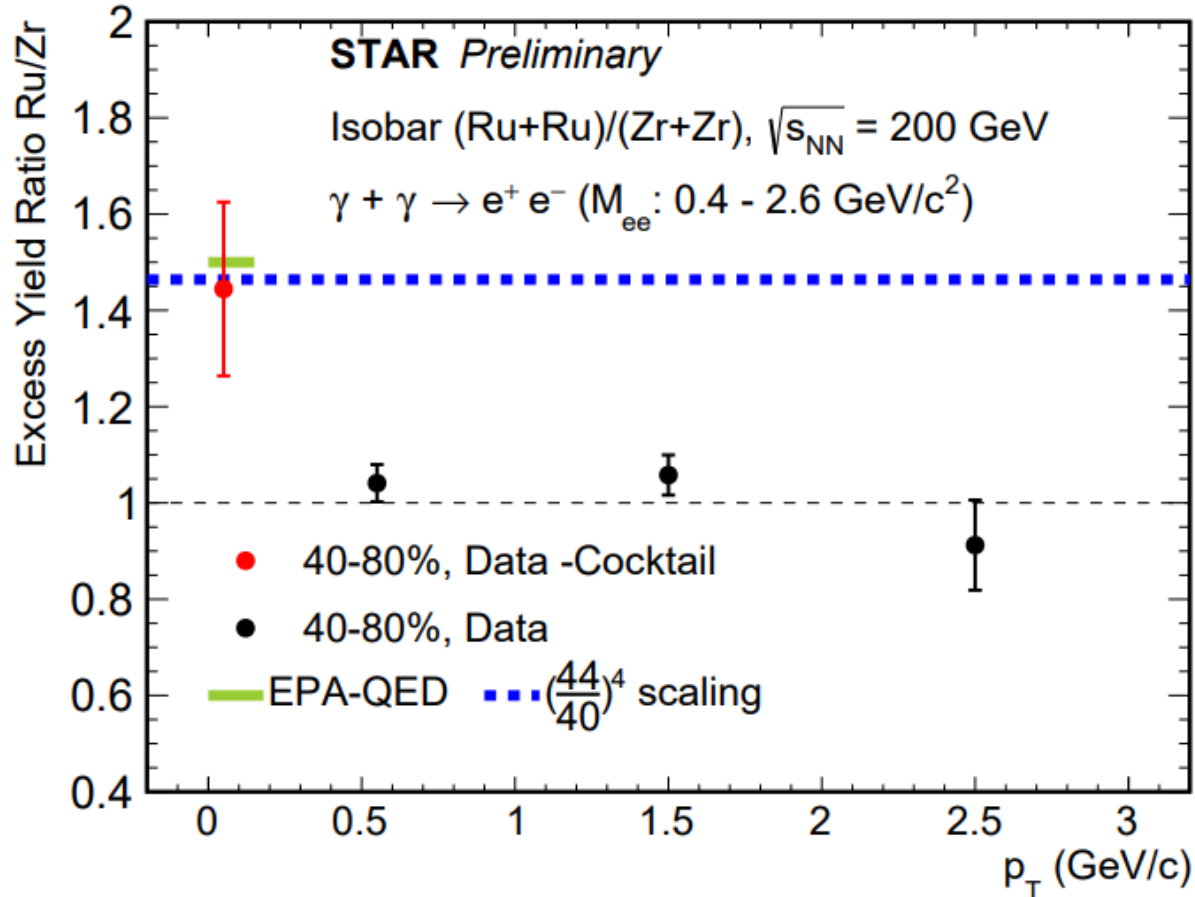 Excess Yield Ratio Ru/Zr
2
1.8
1.6
1.4
1.2
1
0.8
0.6
0.4
STAR Preliminary
Isobar (Ru+Ru)/(Zr+Zr), √s_NN = 200 GeV
γ + γ → e⁺ e⁻ (M_ee: 0.4 - 2.6 GeV/c²)
40-80%, Data -Cocktail
40-80%, Data
EPA-QED (44/40)⁴ scaling
0 0.5 1 1.5 2 2.5 3
p_T (GeV/c)